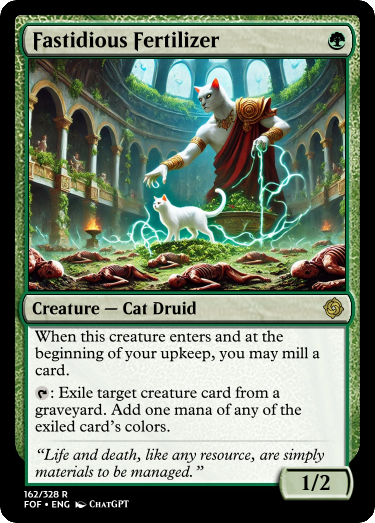 Fastidious Fertilizer
Creature — Cat Druid
When this creature enters and at the
beginning of your upkeep, you may mill a
card.
: Exile target creature card from a
graveyard. Add one mana of any of the
exiled card's colors.
“Life and death, like any resource, are simply
materials to be managed.”
1/2
162/328 R
FOF • ENG ChatGPT